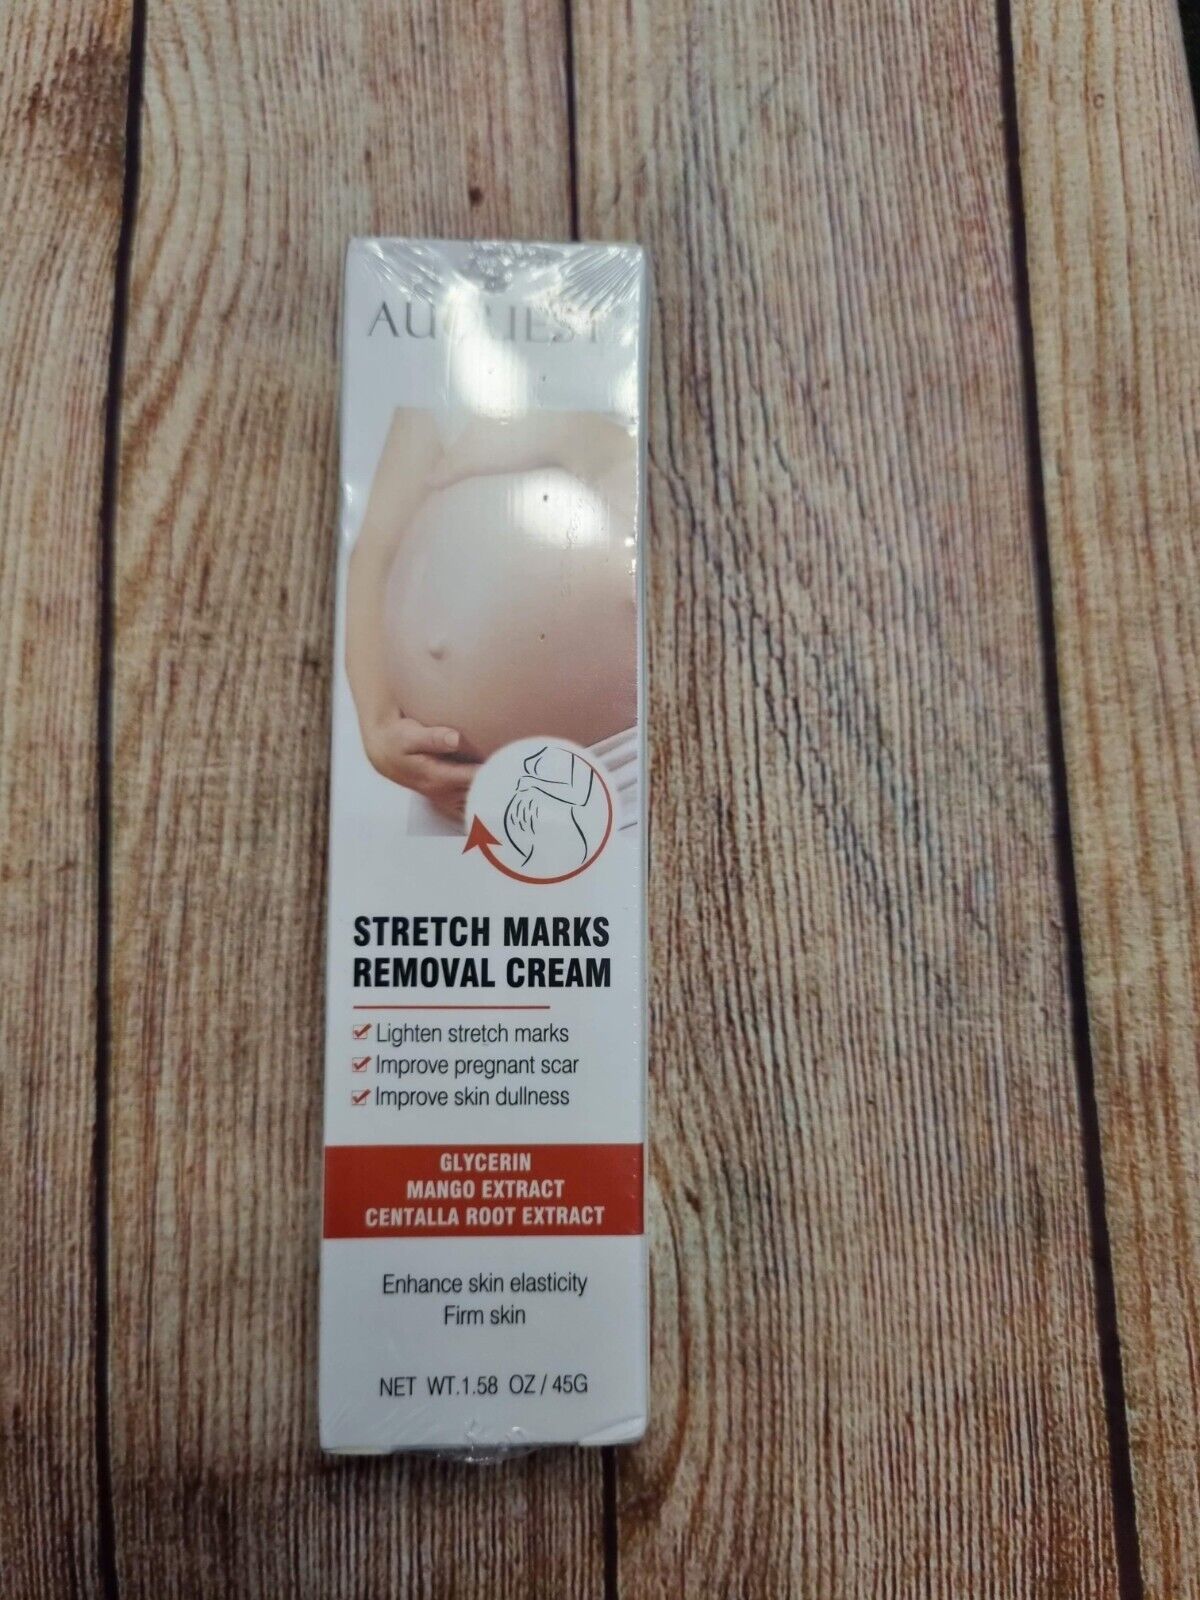 STRETCH MARKS
REMOVAL CREAM
Lighten stretch marks
Improve pregnant scar
Improve skin dullness
GLYCERIN
MANGO EXTRACT
CENTALLA ROOT EXTRACT
Enhance skin elasticity
Firm skin
NET WT.1.58 OZ / 45G